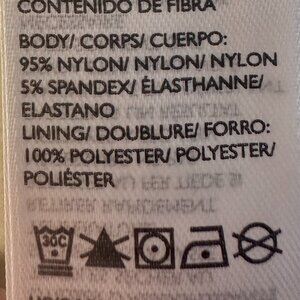 CONTENIDO DE FIBRA
BODY/ CORPS/ CUERPO:
95% NYLON/ NYLON/ NYLON
5% SPANDEX/ ÉLASTHANNE/
ELASTANO
LINING/ DOUBLURE/ FORRO:
100% POLYESTER/ POLYESTER/
POLIÉSTER
30C